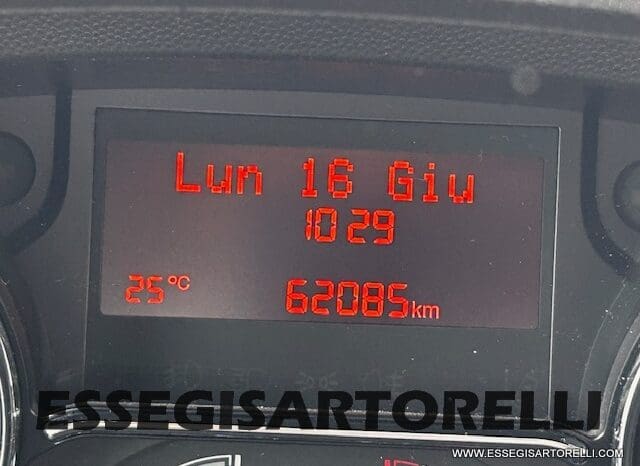 Lun 16 Giu
10 29
25°C 62085km
ESSEGISARTORELLI
WWW.ESSEGISARTORELLI.COM